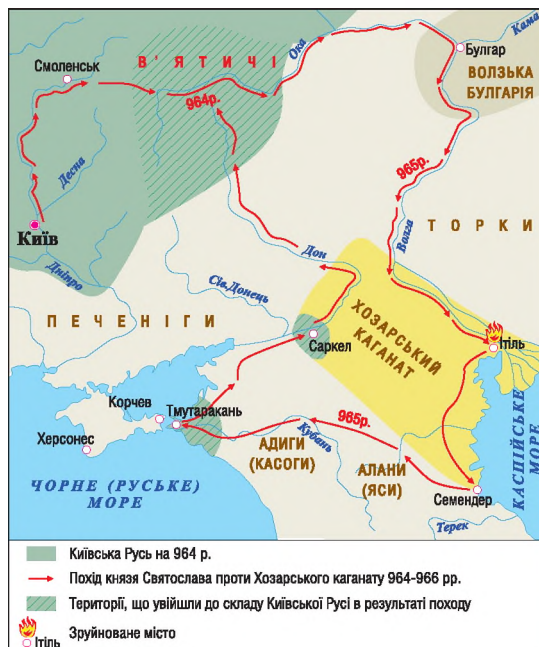 Кама
Булгар
ВОЛЗЬКА
БУЛГАРІЯ
Ока
В'ЯТИЧІ
Смоленськ
964р.
965р.
Десна
Київ
Волга
ТОРКИ
Дніпро
Дон
Сів.Донець
ПЕЧЕНІГИ
ХОЗАРСЬКИЙ
КАГАНАТ
Саркел
Ітіль
Корчев
Тмутаракань
965р.
Кубань
Херсонес
АДИГИ
(КАСОГИ)
АЛАНИ
(ЯСИ)
КАСПІЙСЬКЕ
МОРЕ
ЧОРНЕ (РУСЬКЕ)
МОРЕ
Семендер
Терек
Київська Русь на 964 р.
Похід князя Святослава проти Хозарського каганату 964-966 рр.
Території, що увійшли до складу Київської Русі в результаті походу
Ітіль
Зруйноване місто